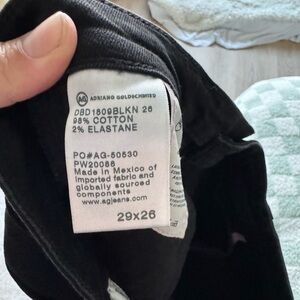 AG ADRIANO GOLDSCHMIED
DBD1809BLKN 26
98% COTTON
2% ELASTANE
PO#AG-50530
PW20086
Made in Mexico of
imported fabric and
globally sourced
components
www.agjeans.com
29x26